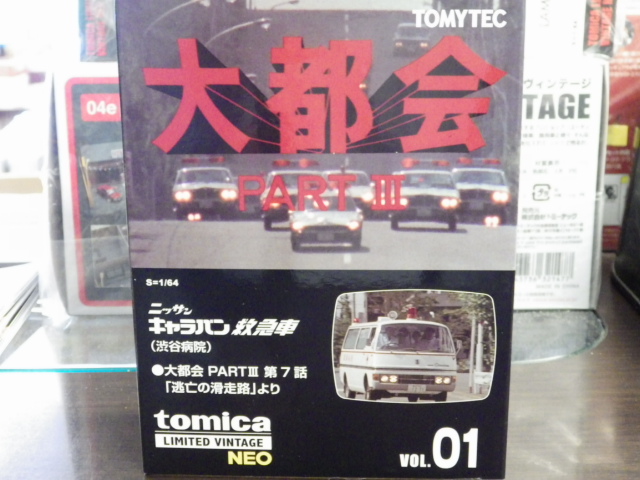 TOMYTEC
大都会
PART III
S=1/64
ニッサン
キャラバン 救急車
(渋谷病院)
●大都会 PARTⅢ 第7話
「逃亡の滑走路」より
tomica
LIMITED VINTAGE
NEO
VOL.01
04e
ヴィンテージ
TAGE